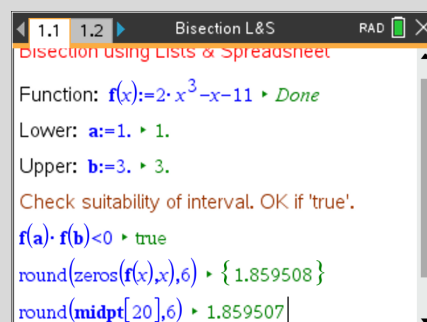 1.1 1.2 Bisection L&S RAD
Bisection using Lists & Spreadsheet
Function: f(x):=2·x³−x−11 ▸ Done
Lower: a:=1. ▸ 1.
Upper: b:=3. ▸ 3.
Check suitability of interval. OK if 'true'.
f(a)·f(b)<0 ▸ true
round(zeros(f(x),x),6) ▸ {1.859508}
round(midpt[20],6) ▸ 1.859507